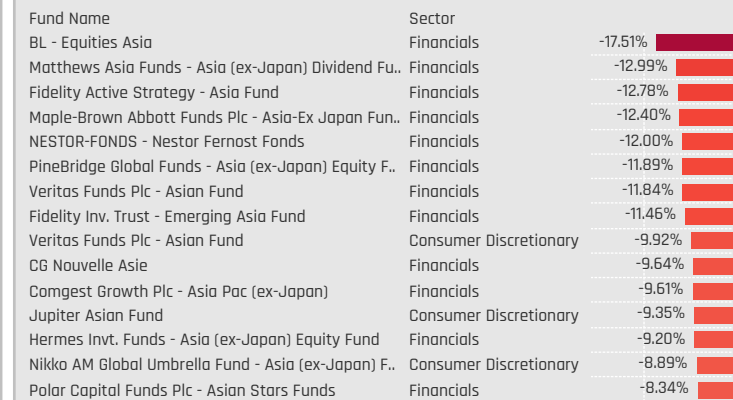 Fund Name Sector
BL - Equities Asia Financials -17.51%
Matthews Asia Funds - Asia (ex-Japan) Dividend Fu.. Financials -12.99%
Fidelity Active Strategy - Asia Fund Financials -12.78%
Maple-Brown Abbott Funds Plc - Asia-Ex Japan Fun.. Financials -12.40%
NESTOR-FONDS - Nestor Fernost Fonds Financials -12.00%
PineBridge Global Funds - Asia (ex-Japan) Equity F.. Financials -11.89%
Veritas Funds Plc - Asian Fund Financials -11.84%
Fidelity Inv. Trust - Emerging Asia Fund Financials -11.46%
Veritas Funds Plc - Asian Fund Consumer Discretionary -9.92%
CG Nouvelle Asie Financials -9.64%
Comgest Growth Plc - Asia Pac (ex-Japan) Financials -9.61%
Jupiter Asian Fund Consumer Discretionary -9.35%
Hermes Invt. Funds - Asia (ex-Japan) Equity Fund Financials -9.20%
Nikko AM Global Umbrella Fund - Asia (ex-Japan) F.. Consumer Discretionary -8.89%
Polar Capital Funds Plc - Asian Stars Funds Financials -8.34%